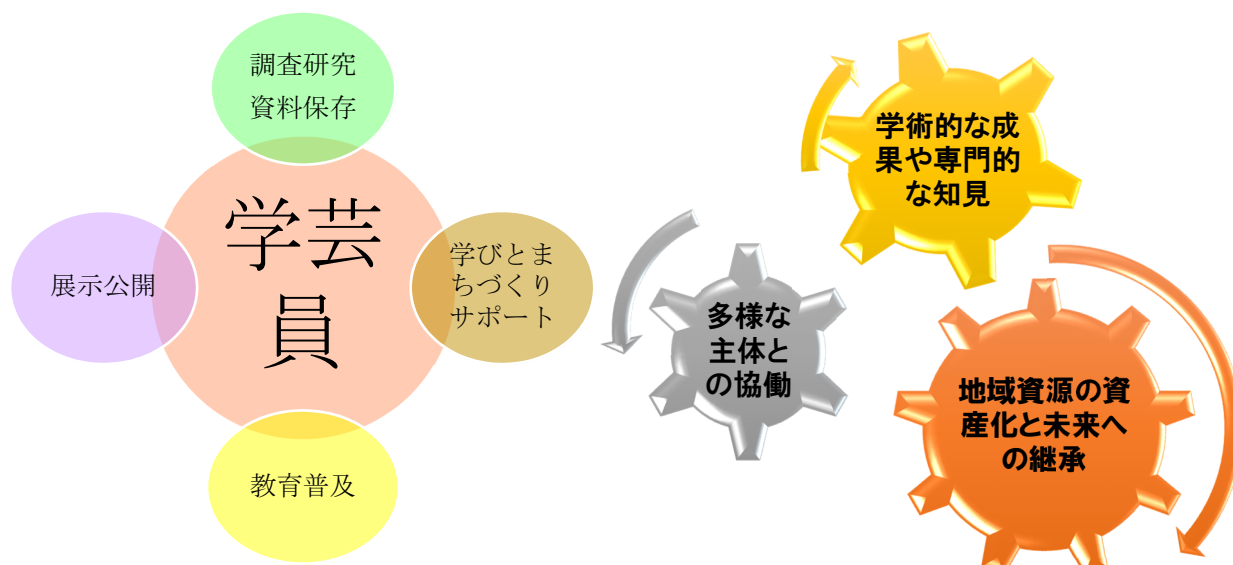 調査研究
資料保存
学芸
員
展示公開
学びとま
ちづくり
サポート
教育普及
学術的な成
果や専門的
な知見
多様な
主体と
の協働
地域資源の資
産化と未来へ
の継承